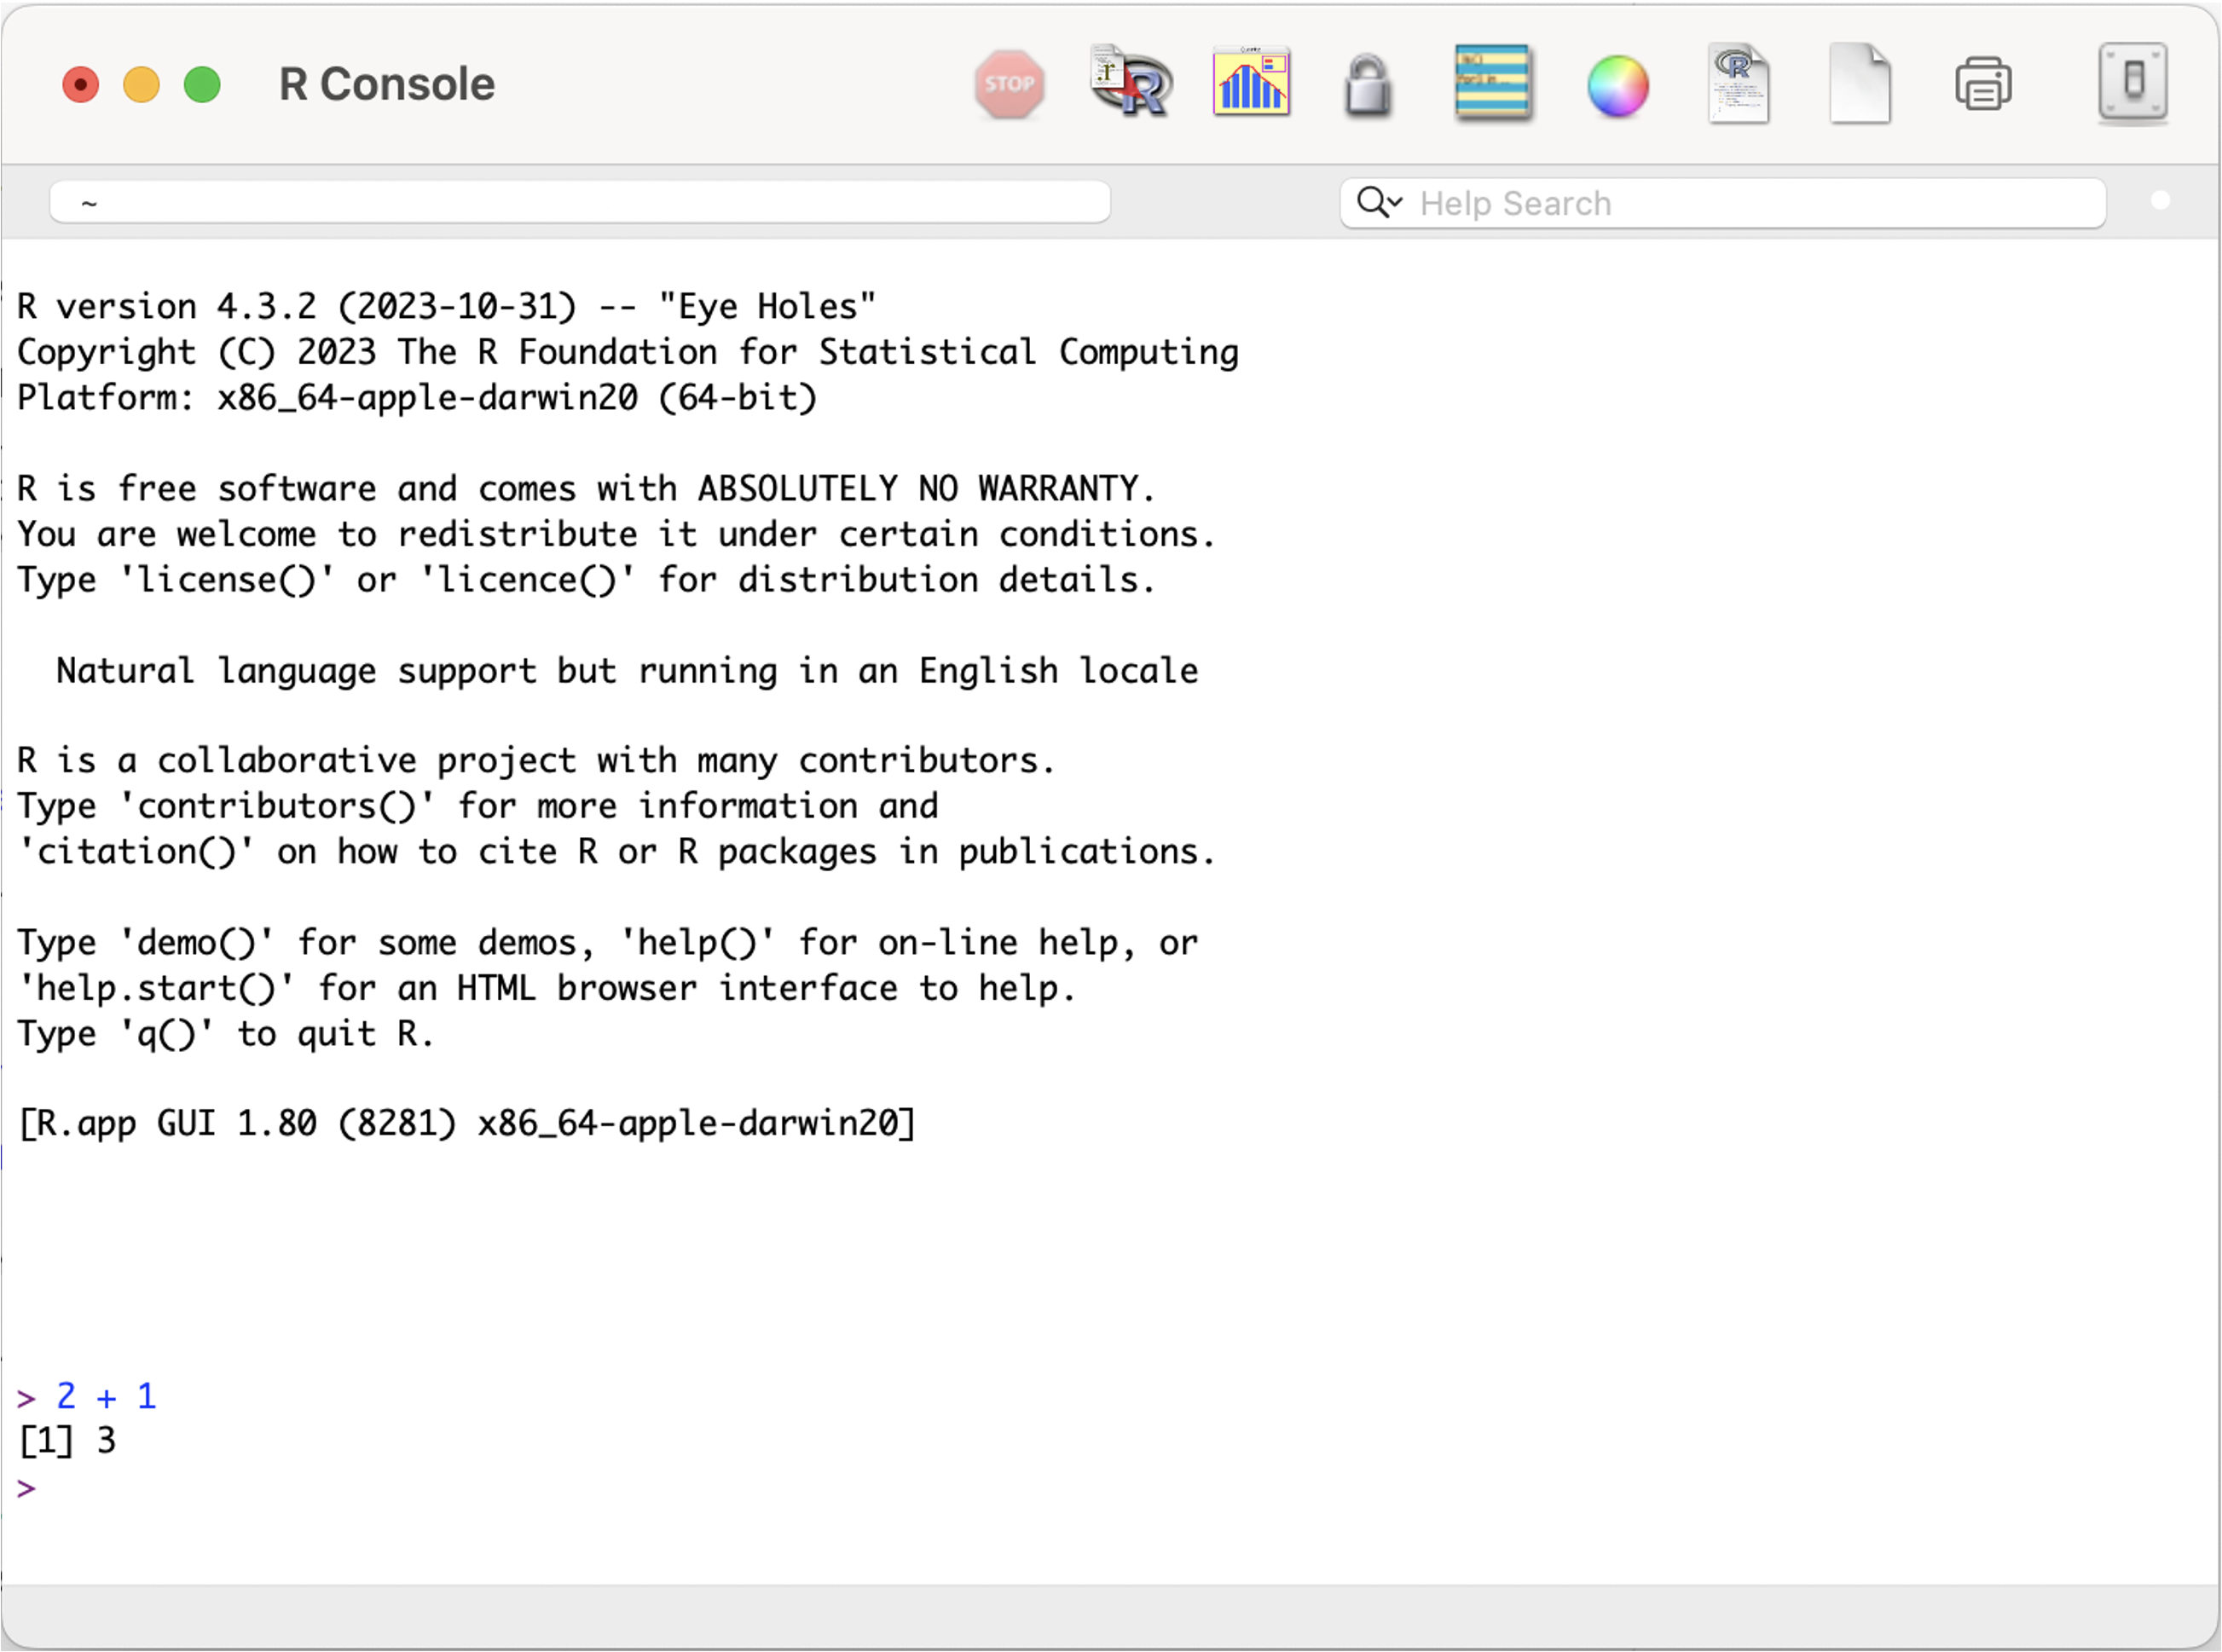 R Console
STOP
~
Help Search
R version 4.3.2 (2023-10-31) -- "Eye Holes"
Copyright (C) 2023 The R Foundation for Statistical Computing
Platform: x86_64-apple-darwin20 (64-bit)
R is free software and comes with ABSOLUTELY NO WARRANTY.
You are welcome to redistribute it under certain conditions.
Type 'license()' or 'licence()' for distribution details.
Natural language support but running in an English locale
R is a collaborative project with many contributors.
Type 'contributors()' for more information and
'citation()' on how to cite R or R packages in publications.
Type 'demo()' for some demos, 'help()' for on-line help, or
'help.start()' for an HTML browser interface to help.
Type 'q()' to quit R.
[R.app GUI 1.80 (8281) x86_64-apple-darwin20]
> 2 + 1
[1] 3
>